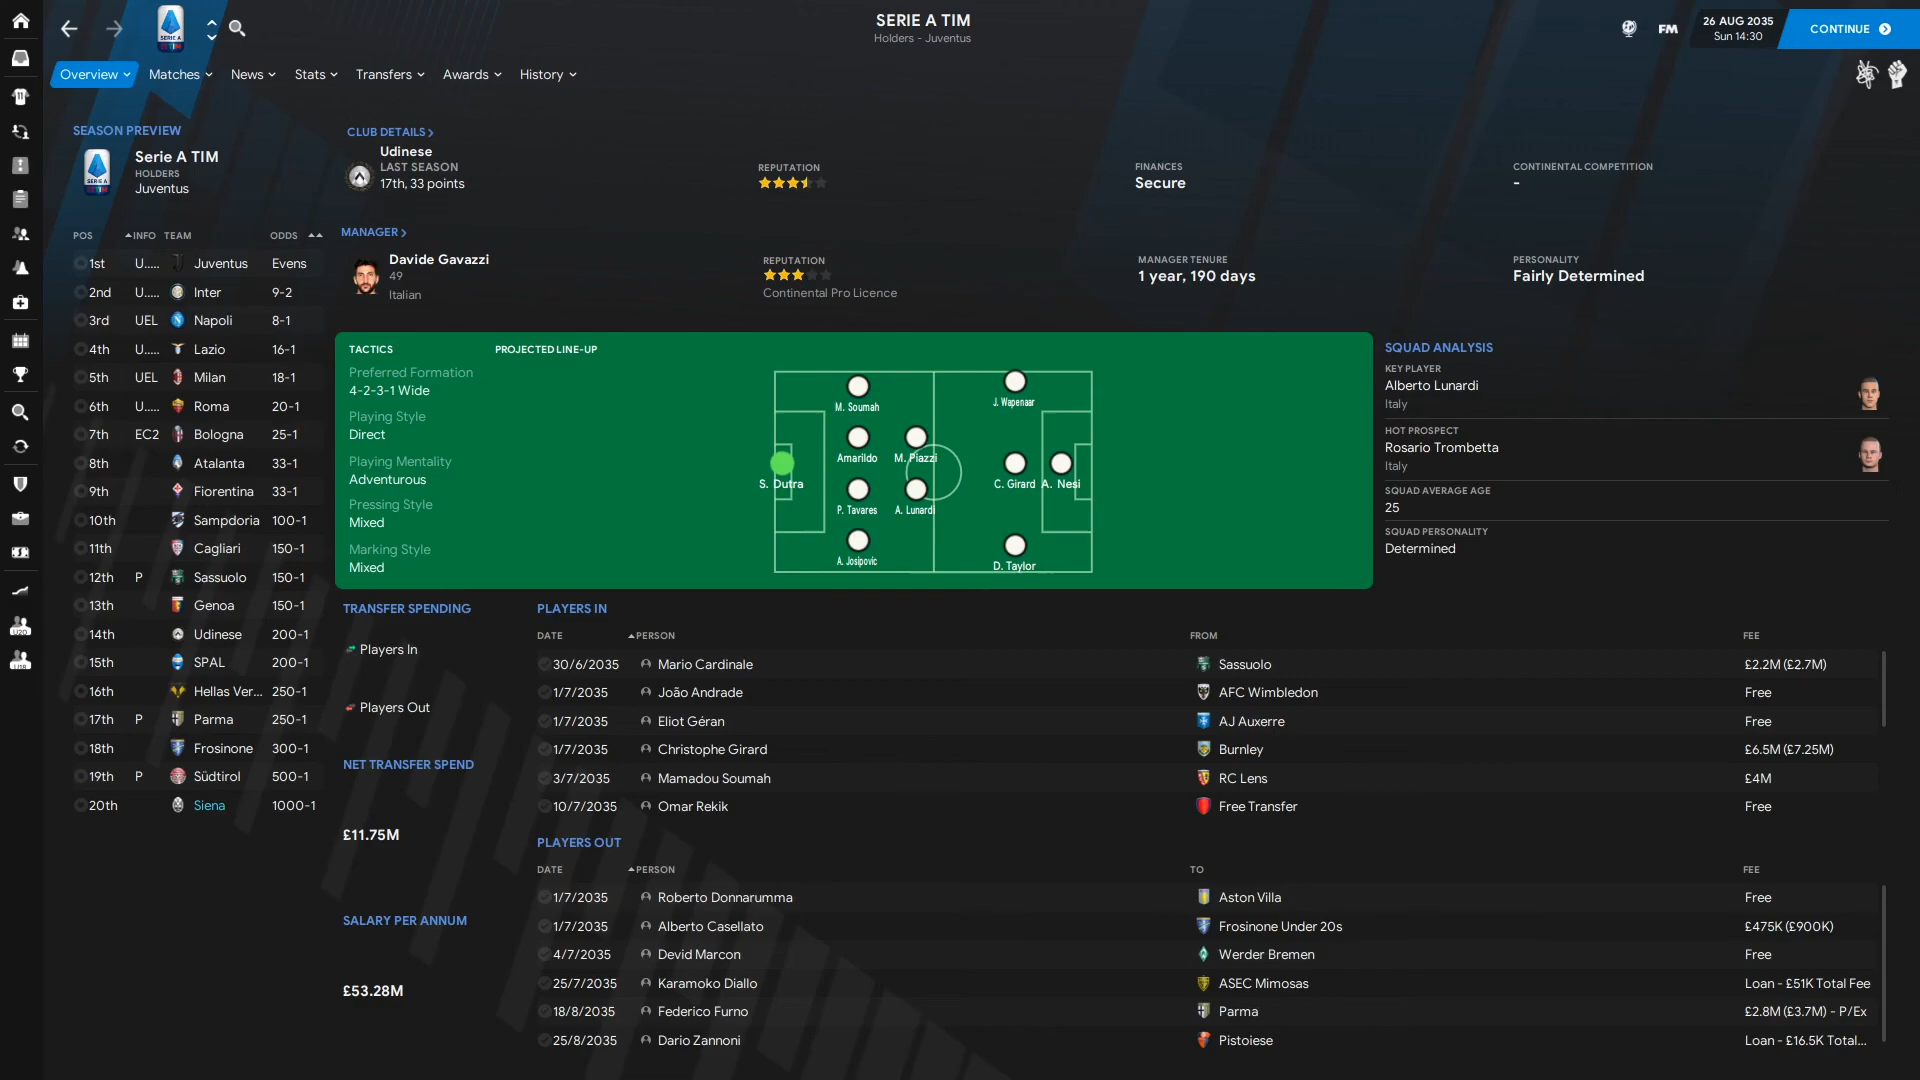 SERIE A TIM
Holders - Juventus
FM
26 AUG 2035
Sun 14:30
CONTINUE
Overview
Matches
News
Stats
Transfers
Awards
History
SEASON PREVIEW
Serie A TIM
HOLDERS
Juventus
POS INFO TEAM ODDS
1st U..... Juventus Evens
2nd U..... Inter 9-2
3rd UEL Napoli 8-1
4th U..... Lazio 16-1
5th UEL Milan 18-1
6th U..... Roma 20-1
7th EC2 Bologna 25-1
8th Atalanta 33-1
9th Fiorentina 33-1
10th Sampdoria 100-1
11th Cagliari 150-1
12th P Sassuolo 150-1
13th Genoa 150-1
14th Udinese 200-1
15th SPAL 200-1
16th Hellas Ver... 250-1
17th P Parma 250-1
18th Frosinone 300-1
19th P Südtirol 500-1
20th Siena 1000-1
CLUB DETAILS >
Udinese
LAST SEASON
17th, 33 points
REPUTATION
FINANCES
Secure
CONTINENTAL COMPETITION
-
MANAGER >
Davide Gavazzi
49
Italian
REPUTATION
Continental Pro Licence
MANAGER TENURE
1 year, 190 days
PERSONALITY
Fairly Determined
TACTICS
Preferred Formation
4-2-3-1 Wide
Playing Style
Direct
Playing Mentality
Adventurous
Pressing Style
Mixed
Marking Style
Mixed
PROJECTED LINE-UP
M. Soumah
J. Wapenaar
Amarildo
M. Piazzi
S. Dutra
C. Girard
A. Nesi
P. Tavares
A. Lunardi
A. Josipovic
D. Taylor
SQUAD ANALYSIS
KEY PLAYER
Alberto Lunardi
Italy
HOT PROSPECT
Rosario Trombetta
Italy
SQUAD AVERAGE AGE
25
SQUAD PERSONALITY
Determined
TRANSFER SPENDING
Players In
Players Out
NET TRANSFER SPEND
£11.75M
SALARY PER ANNUM
£53.28M
PLAYERS IN
DATE PERSON FROM FEE
30/6/2035 Mario Cardinale Sassuolo £2.2M (£2.7M)
1/7/2035 João Andrade AFC Wimbledon Free
1/7/2035 Eliot Géran AJ Auxerre Free
1/7/2035 Christophe Girard Burnley £6.5M (£7.25M)
3/7/2035 Mamadou Soumah RC Lens £4M
10/7/2035 Omar Rekik Free Transfer Free
PLAYERS OUT
DATE PERSON TO FEE
1/7/2035 Roberto Donnarumma Aston Villa Free
1/7/2035 Alberto Casellato Frosinone Under 20s £475K (£900K)
4/7/2035 Devid Marcon Werder Bremen Free
25/7/2035 Karamoko Diallo ASEC Mimosas Loan - £51K Total Fee
18/8/2035 Federico Furno Parma £2.8M (£3.7M) - P/Ex
25/8/2035 Dario Zannoni Pistoiese Loan - £16.5K Total...